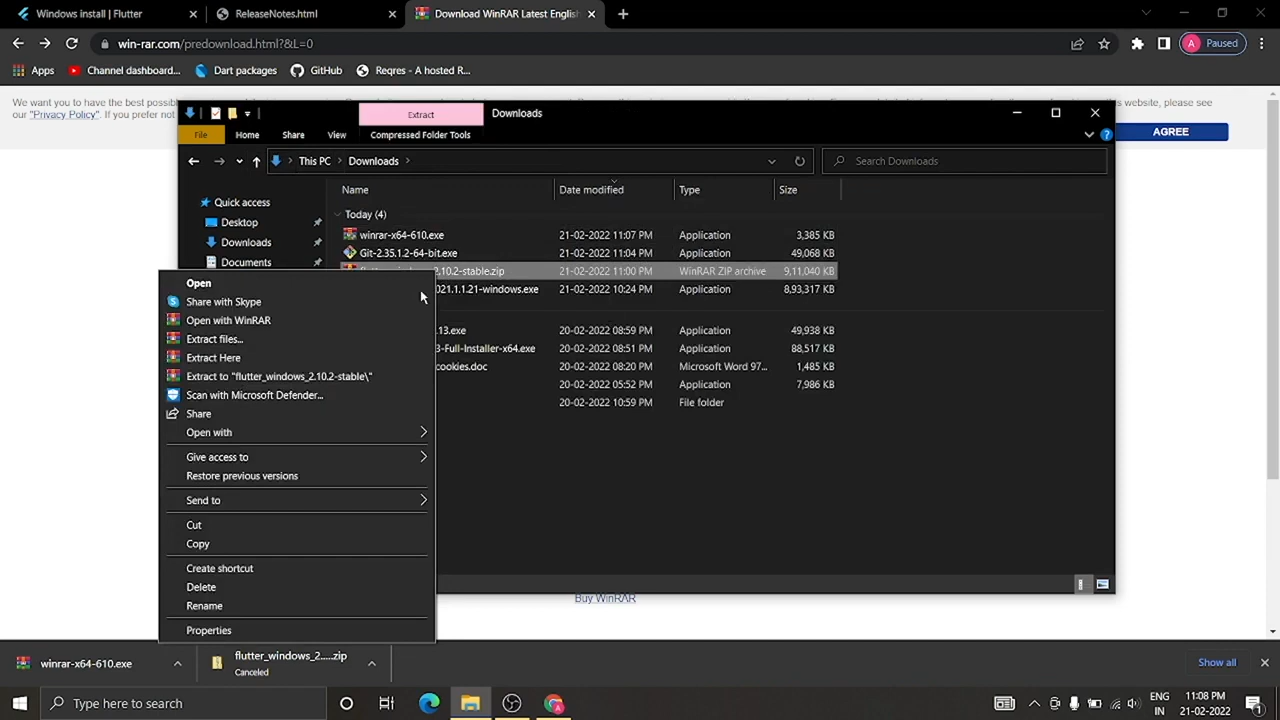 Windows install | Flutter
ReleaseNotes.html
Download WinRAR Latest English
win-rar.com/predownload.html?&L=0
Paused
Apps
Channel dashboard...
Dart packages
GitHub
Reqres - A hosted R...
We want you to have the best possib
is website, please see
our "Privacy Policy". If you prefer not
AGREE
Extract
Downloads
File
Home
Share
View
Compressed Folder Tools
This PC
Downloads
Search Downloads
Name
Date modified
Type
Size
Quick access
Desktop
Downloads
Documents
Today (4)
winrar-x64-610.exe 21-02-2022 11:07 PM Application 3,385 KB
Git-2.35.1.2-64-bit.exe 21-02-2022 11:04 PM Application 49,068 KB
2.10.2-stable.zip 21-02-2022 11:00 PM WinRAR ZIP archive 9,11,040 KB
021.1.1.21-windows.exe 21-02-2022 10:24 PM Application 8,93,317 KB
.13.exe 20-02-2022 08:59 PM Application 49,938 KB
3-Full-Installer-x64.exe 20-02-2022 08:51 PM Application 88,517 KB
cookies.doc 20-02-2022 08:20 PM Microsoft Word 97... 1,485 KB
20-02-2022 05:52 PM Application 7,986 KB
20-02-2022 10:59 PM File folder
Open
Share with Skype
Open with WinRAR
Extract files...
Extract Here
Extract to "flutter_windows_2.10.2-stable\"
Scan with Microsoft Defender...
Share
Open with
Give access to
Restore previous versions
Send to
Cut
Copy
Create shortcut
Delete
Rename
Properties
Buy WinRAR
winrar-x64-610.exe
flutter_windows_2.....zip
Canceled
Show all
Type here to search
ENG
IN
11:08 PM
21-02-2022